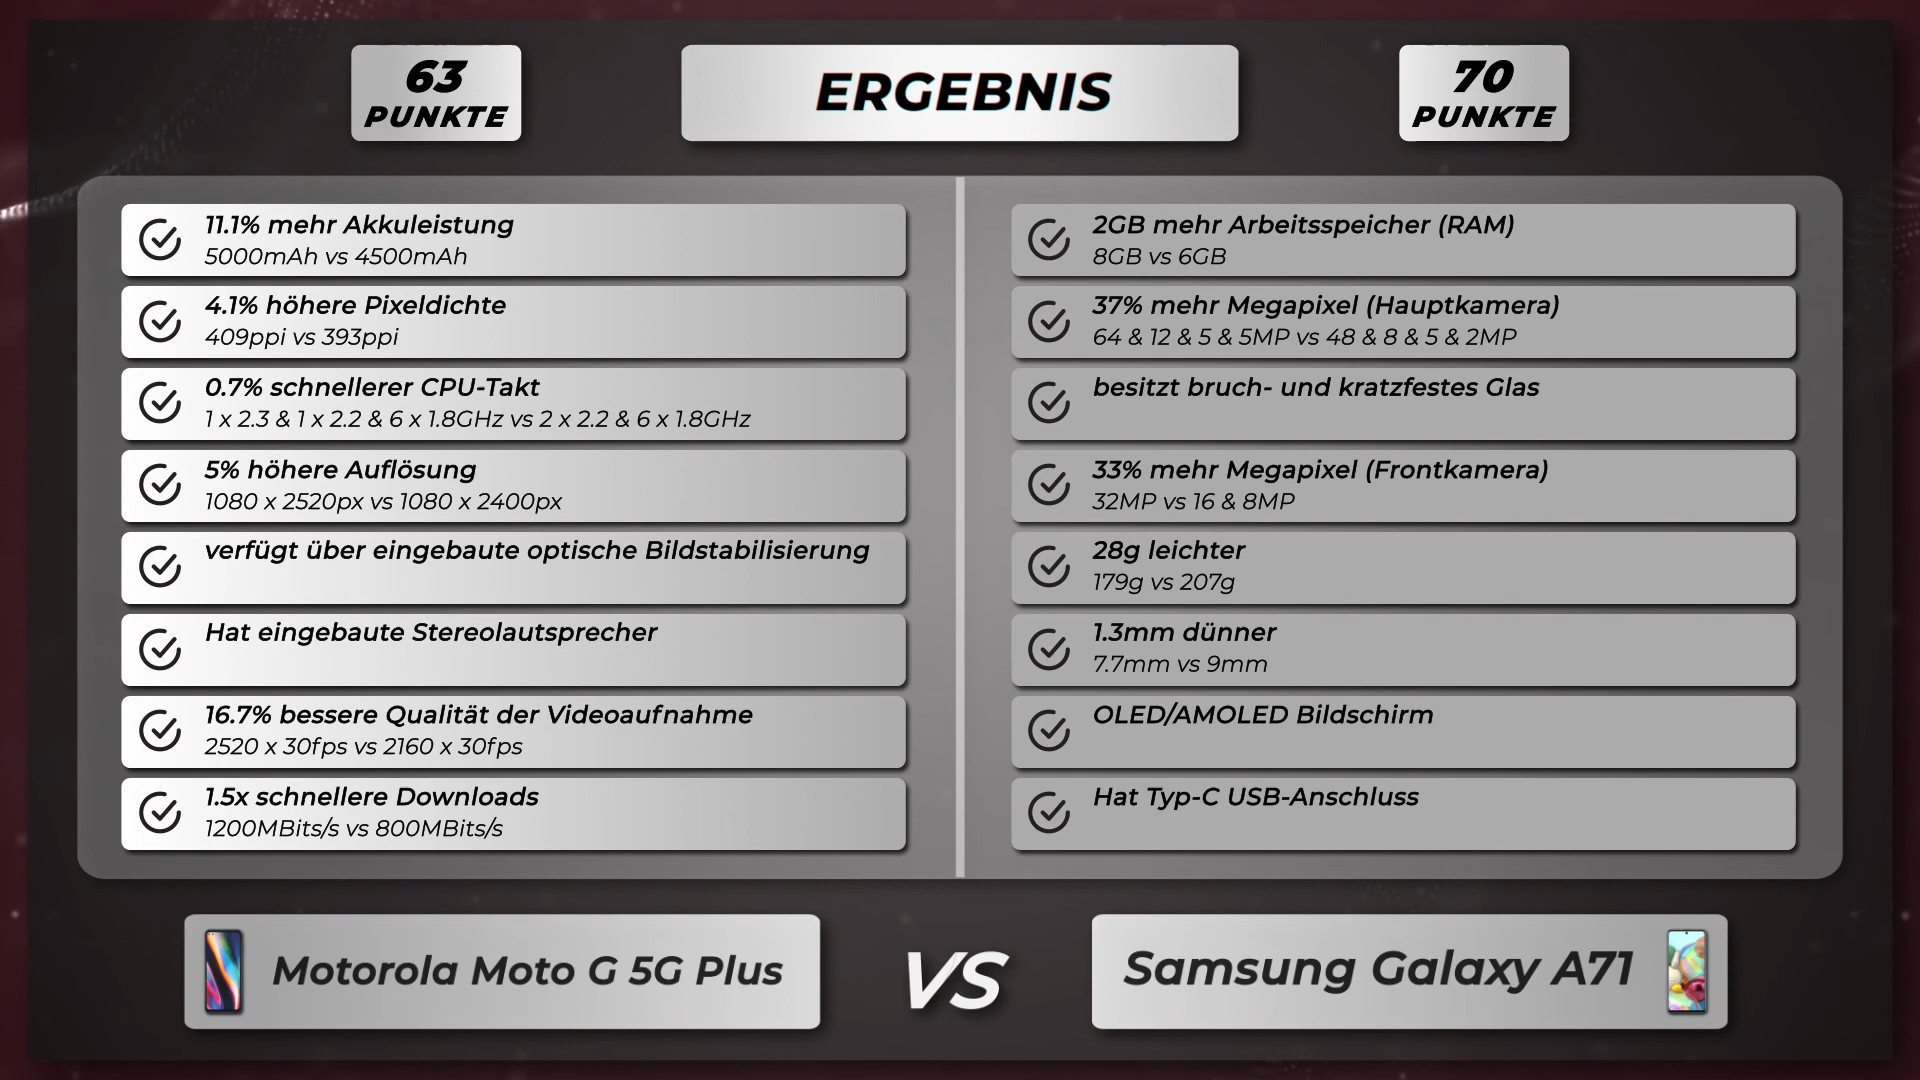 63
PUNKTE
ERGEBNIS
70
PUNKTE
11.1% mehr Akkuleistung
5000mAh vs 4500mAh
4.1% höhere Pixeldichte
409ppi vs 393ppi
0.7% schnellerer CPU-Takt
1 x 2.3 & 1 x 2.2 & 6 x 1.8GHz vs 2 x 2.2 & 6 x 1.8GHz
5% höhere Auflösung
1080 x 2520px vs 1080 x 2400px
verfügt über eingebaute optische Bildstabilisierung
Hat eingebaute Stereolautsprecher
16.7% bessere Qualität der Videoaufnahme
2520 x 30fps vs 2160 x 30fps
1.5x schnellere Downloads
1200MBits/s vs 800MBits/s
2GB mehr Arbeitsspeicher (RAM)
8GB vs 6GB
37% mehr Megapixel (Hauptkamera)
64 & 12 & 5 & 5MP vs 48 & 8 & 5 & 2MP
besitzt bruch- und kratzfestes Glas
33% mehr Megapixel (Frontkamera)
32MP vs 16 & 8MP
28g leichter
179g vs 207g
1.3mm dünner
7.7mm vs 9mm
OLED/AMOLED Bildschirm
Hat Typ-C USB-Anschluss
Motorola Moto G 5G Plus
VS
Samsung Galaxy A71